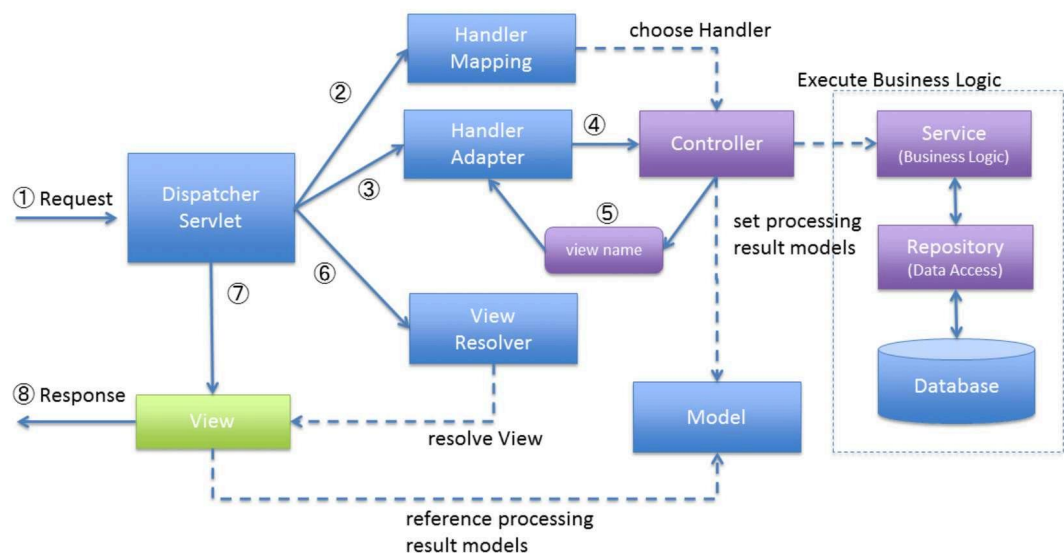 Handler
Mapping
choose Handler
Execute Business Logic
②
Handler
Adapter
④
Controller
Service
(Business Logic)
① Request
Dispatcher
Servlet
③
⑤
view name
set processing
result models
Repository
(Data Access)
⑥
⑦
View
Resolver
Database
⑧ Response
View
resolve View
Model
reference processing
result models